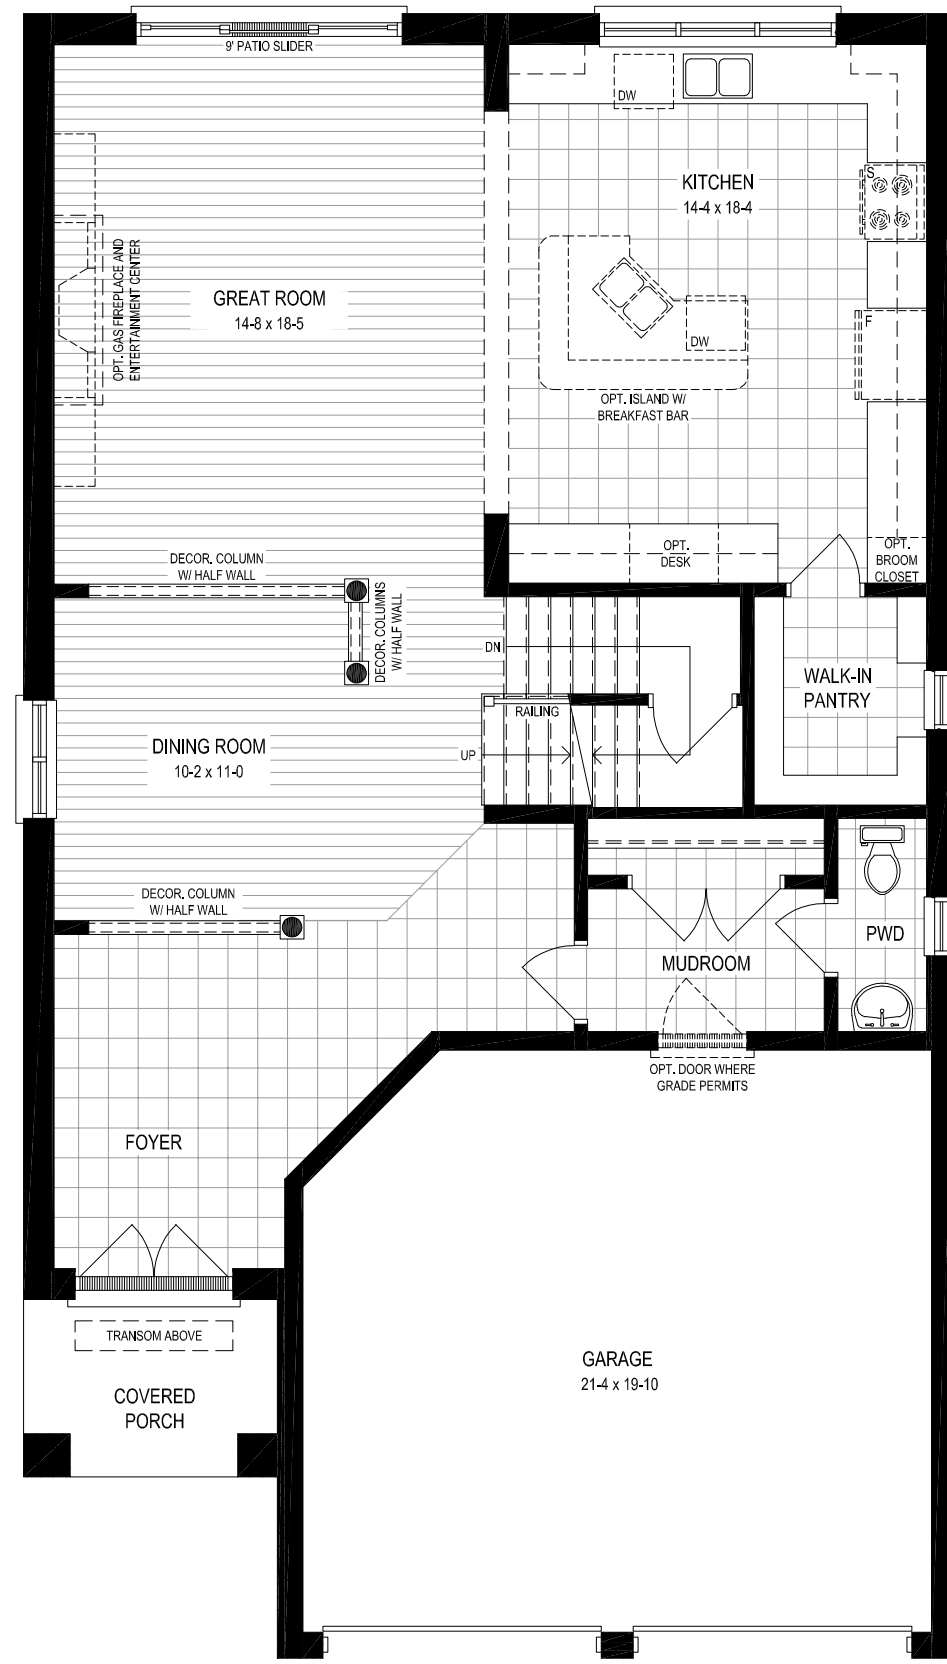 9' PATIO SLIDER
DW
KITCHEN
14-4 x 18-4
S
GREAT ROOM
14-8 x 18-5
OPT. GAS FIREPLACE AND
ENTERTAINMENT CENTER
F
DW
OPT. ISLAND W/
BREAKFAST BAR
OPT.
DESK
OPT.
BROOM
CLOSET
DECOR. COLUMN
W/ HALF WALL
DECOR. COLUMNS
W/ HALF WALL
DN
RAILING
UP
WALK-IN
PANTRY
DINING ROOM
10-2 x 11-0
DECOR. COLUMN
W/ HALF WALL
PWD
MUDROOM
OPT. DOOR WHERE
GRADE PERMITS
FOYER
TRANSOM ABOVE
COVERED
PORCH
GARAGE
21-4 x 19-10